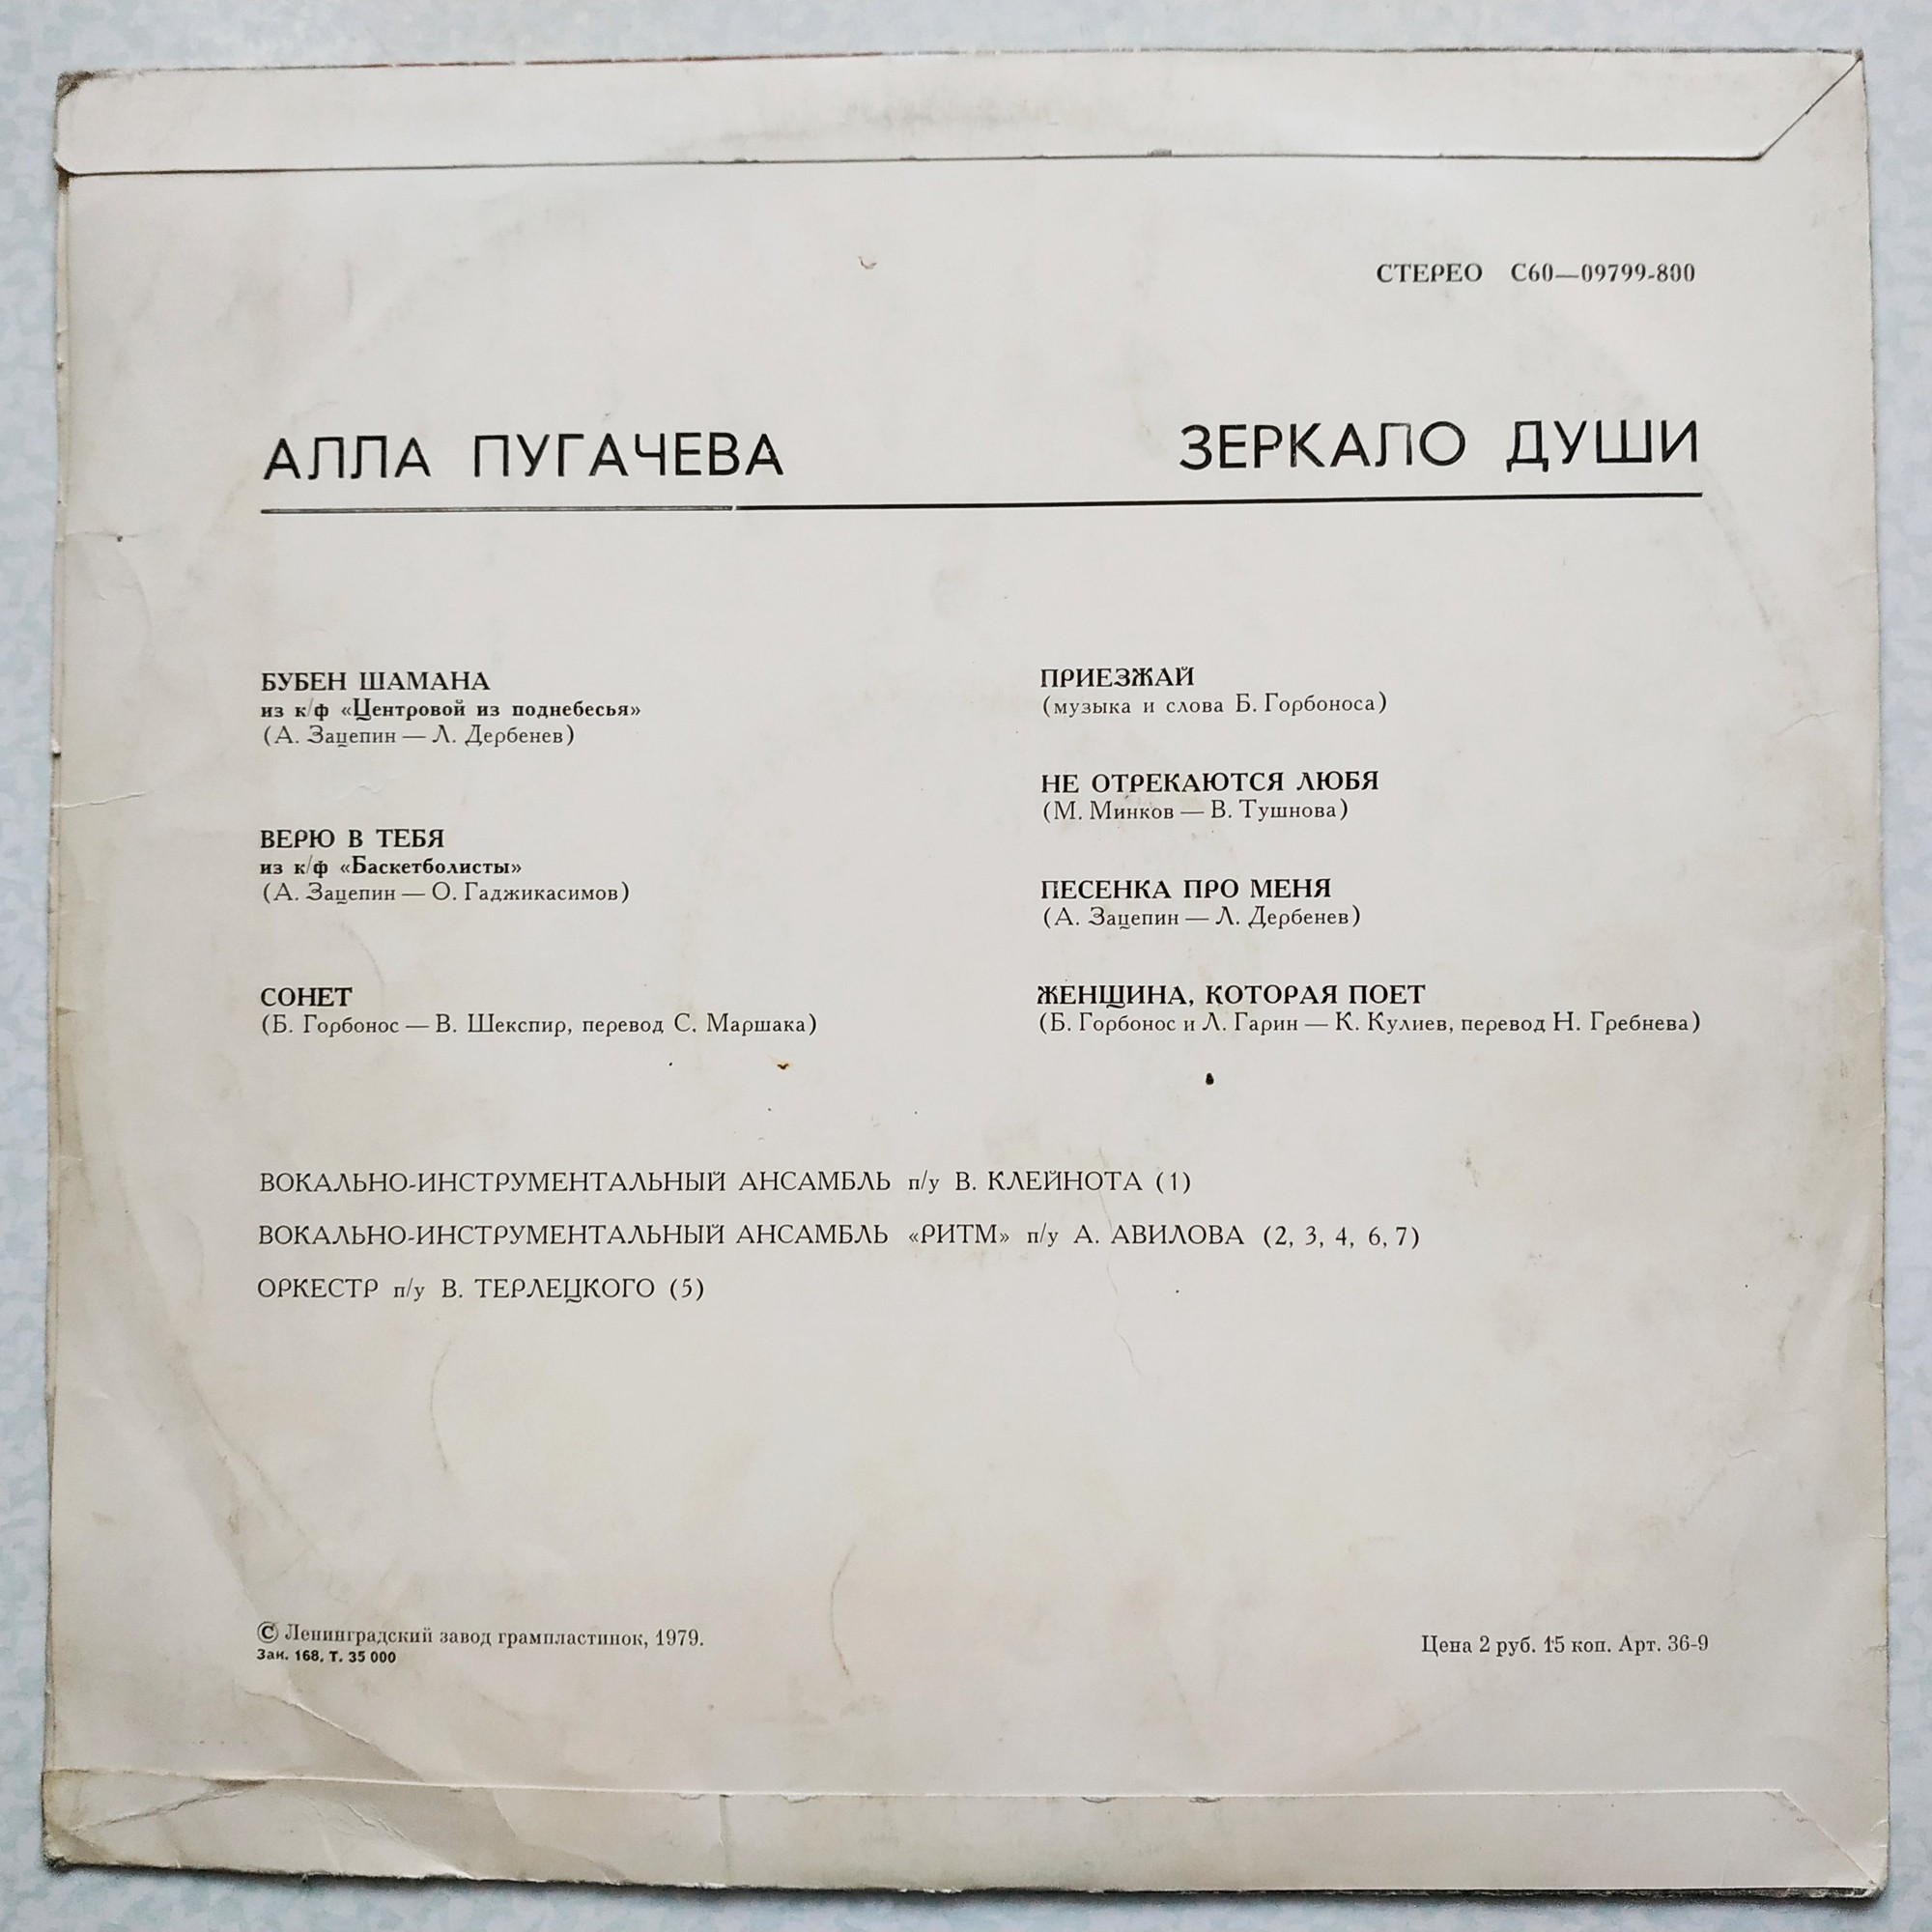 СТЕРЕО С60—09799-800
АЛЛА ПУГАЧЕВА ЗЕРКАЛО ДУШИ
БУБЕН ШАМАНА
из к/ф «Центровой из поднебесья»
(А. Зацепин — Л. Дербенев)
ВЕРЮ В ТЕБЯ
из к/ф «Баскетболисты»
(А. Зацепин — О. Гаджикасимов)
СОНЕТ
(Б. Горбонос — В. Шекспир, перевод С. Маршака)
ПРИЕЗЖАЙ
(музыка и слова Б. Горбоноса)
НЕ ОТРЕКАЮТСЯ ЛЮБЯ
(М. Минков — В. Тушнова)
ПЕСЕНКА ПРО МЕНЯ
(А. Зацепин — Л. Дербенев)
ЖЕНЩИНА, КОТОРАЯ ПОЕТ
(Б. Горбонос и Л. Гарин — К. Кулиев, перевод Н. Гребнева)
ВОКАЛЬНО-ИНСТРУМЕНТАЛЬНЫЙ АНСАМБЛЬ п/у В. КЛЕЙНОТА (1)
ВОКАЛЬНО-ИНСТРУМЕНТАЛЬНЫЙ АНСАМБЛЬ «РИТМ» п/у А. АВИЛОВА (2, 3, 4, 6, 7)
ОРКЕСТР п/у В. ТЕРЛЕЦКОГО (5)
© Ленинградский завод грампластинок, 1979.
Зак. 168, Т. 35 000
Цена 2 руб. 15 коп. Арт. 36-9